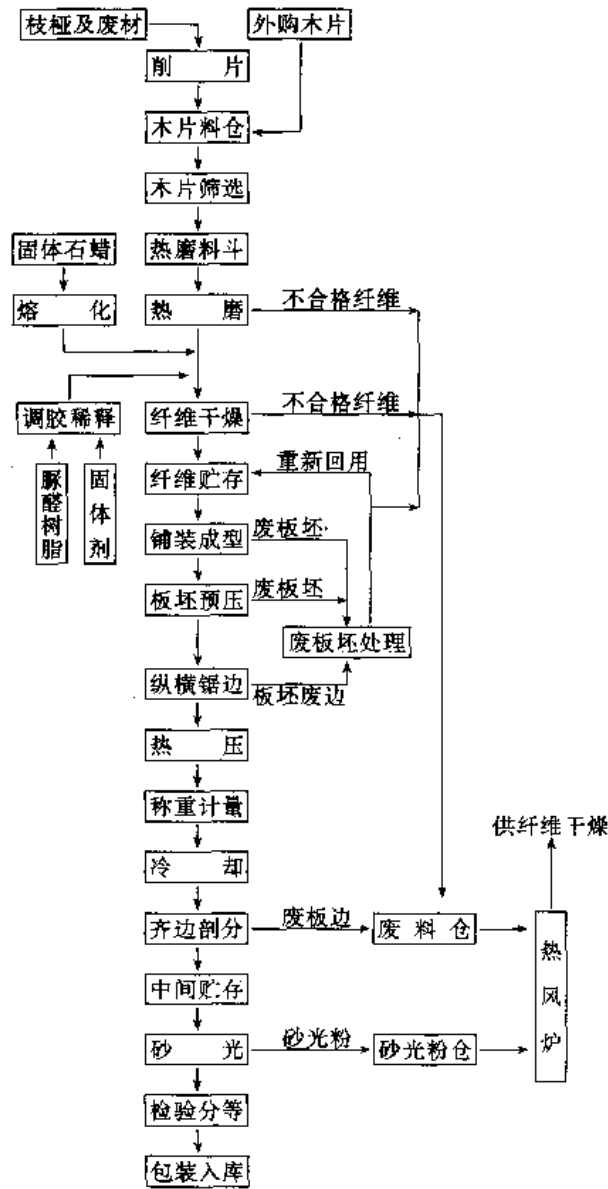 枝桠及废材
外购木片
削片
木片料仓
木片筛选
固体石蜡
热磨料斗
熔化
热磨
不合格纤维
调胶稀释
纤维干燥
不合格纤维
脲醛树脂
固体剂
纤维贮存
重新回用
铺装成型
废板坯
板坯预压
废板坯
废板坯处理
纵横锯边
板坯废边
热压
称重计量
供纤维干燥
冷却
齐边剖分
废板边
废料仓
热风炉
中间贮存
砂光
砂光粉
砂光粉仓
检验分等
包装入库